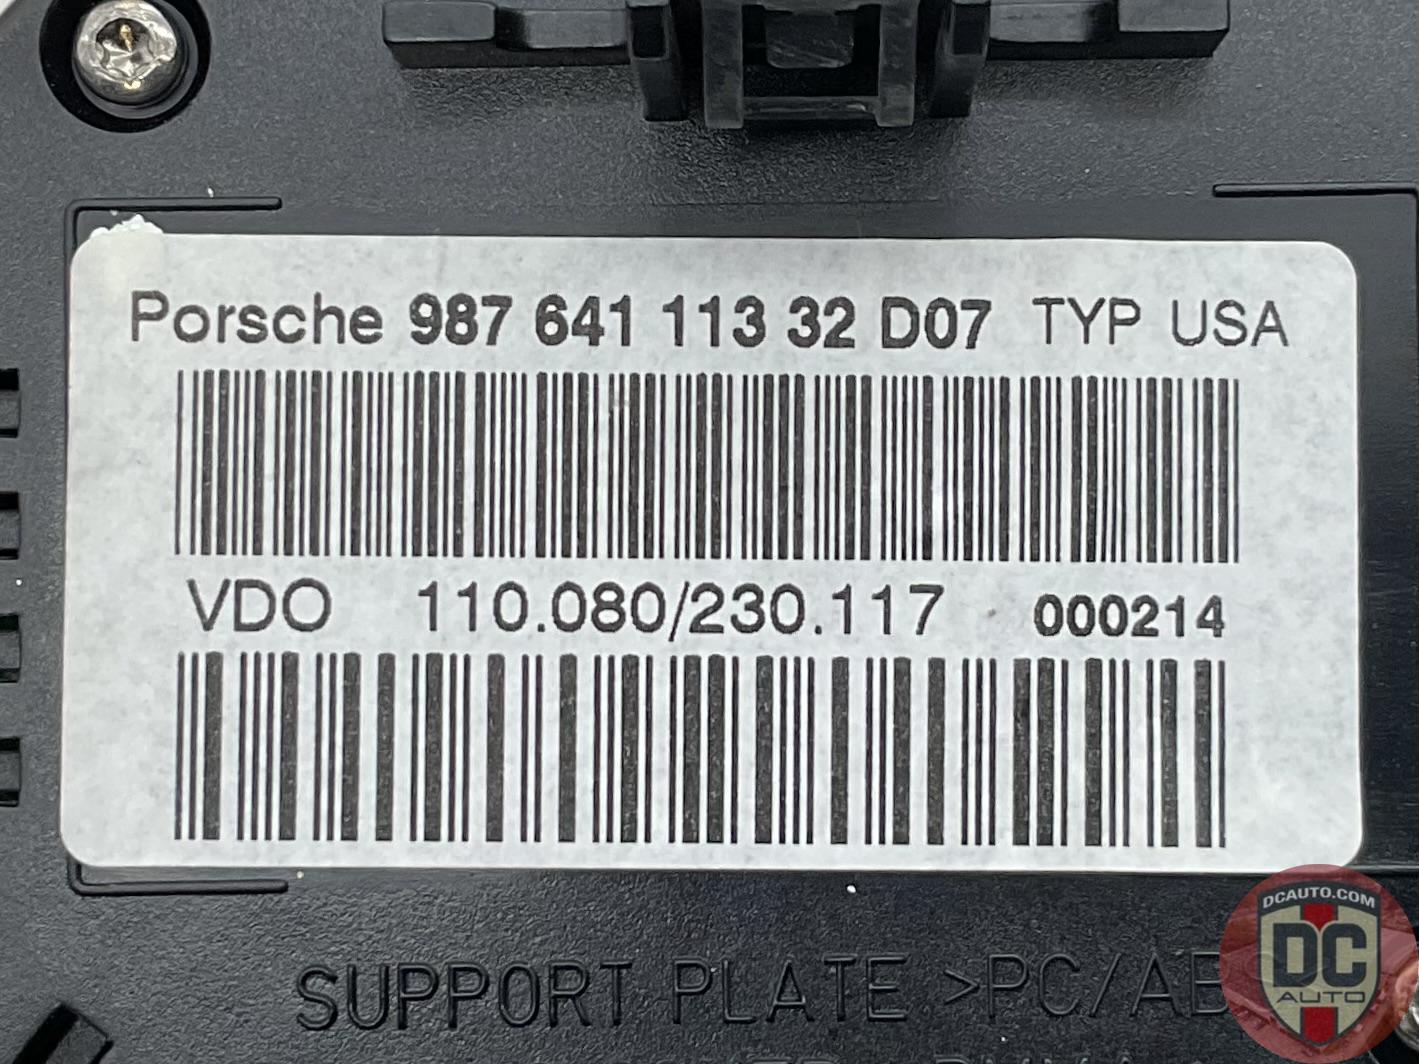 Porsche 987 641 113 32 D07 TYP USA
VDO 110.080/230.117 000214
SUPPORT PLATE >PC/AB
DCAUTO.COM
DC
AUTO